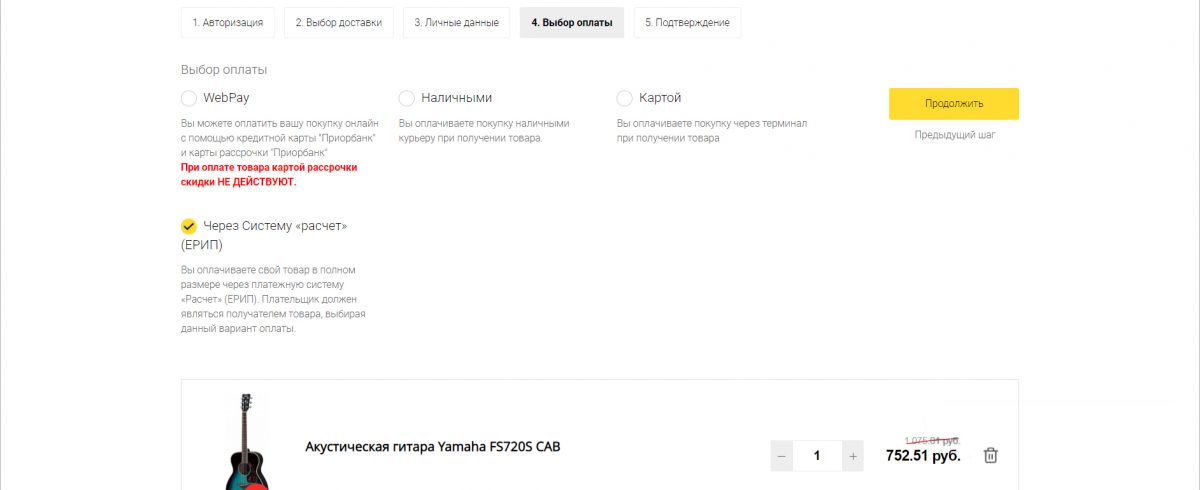 1. Авторизация
2. Выбор доставки
3. Личные данные
4. Выбор оплаты
5. Подтверждение
Выбор оплаты
WebPay
Вы можете оплатить вашу покупку онлайн
с помощью кредитной карты "Приорбанк"
и карты рассрочки "Приорбанк"
При оплате товара картой рассрочки
скидки НЕ ДЕЙСТВУЮТ.
Наличными
Вы оплачиваете покупку наличными
курьеру при получении товара.
Картой
Вы оплачиваете покупку через терминал
при получении товара
Продолжить
Предыдущий шаг
Через Систему «расчет»
(ЕРИП)
Вы оплачиваете свой товар в полном
размере через платежную систему
«Расчет» (ЕРИП). Плательщик должен
являться получателем товара, выбирая
данный вариант оплаты.
Акустическая гитара Yamaha FS720S CAB
– 1 +
1 075.01 руб.
752.51 руб.